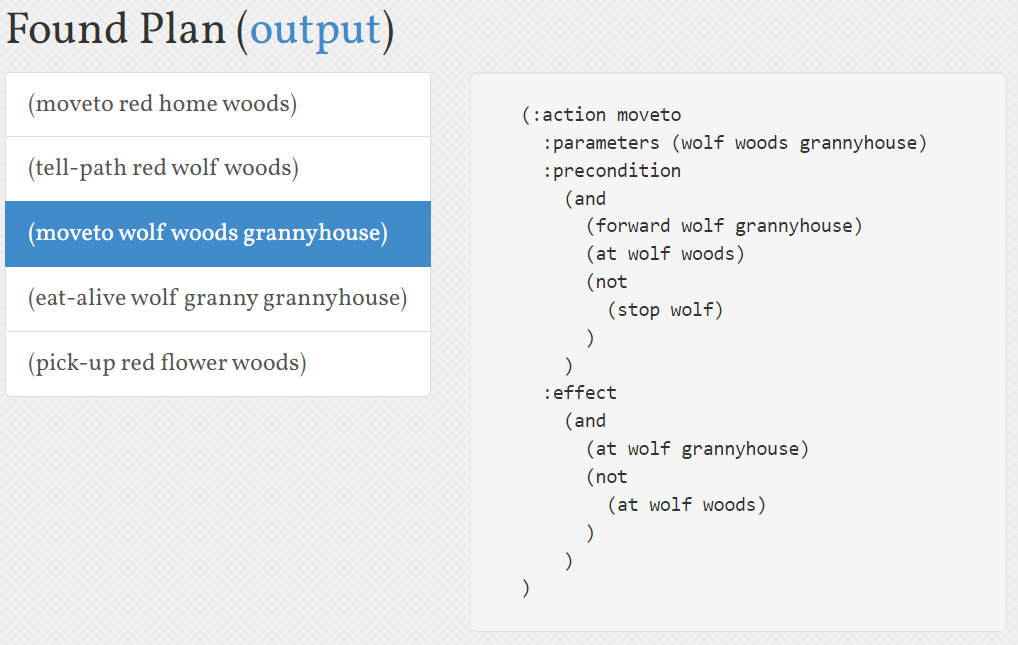 Found Plan (output)
(moveto red home woods)
(tell-path red wolf woods)
(moveto wolf woods grannyhouse)
(eat-alive wolf granny grannyhouse)
(pick-up red flower woods)
(:action moveto
  :parameters (wolf woods grannyhouse)
  :precondition
    (and
      (forward wolf grannyhouse)
      (at wolf woods)
      (not
        (stop wolf)
      )
    )
  :effect
    (and
      (at wolf grannyhouse)
      (not
        (at wolf woods)
      )
    )
)